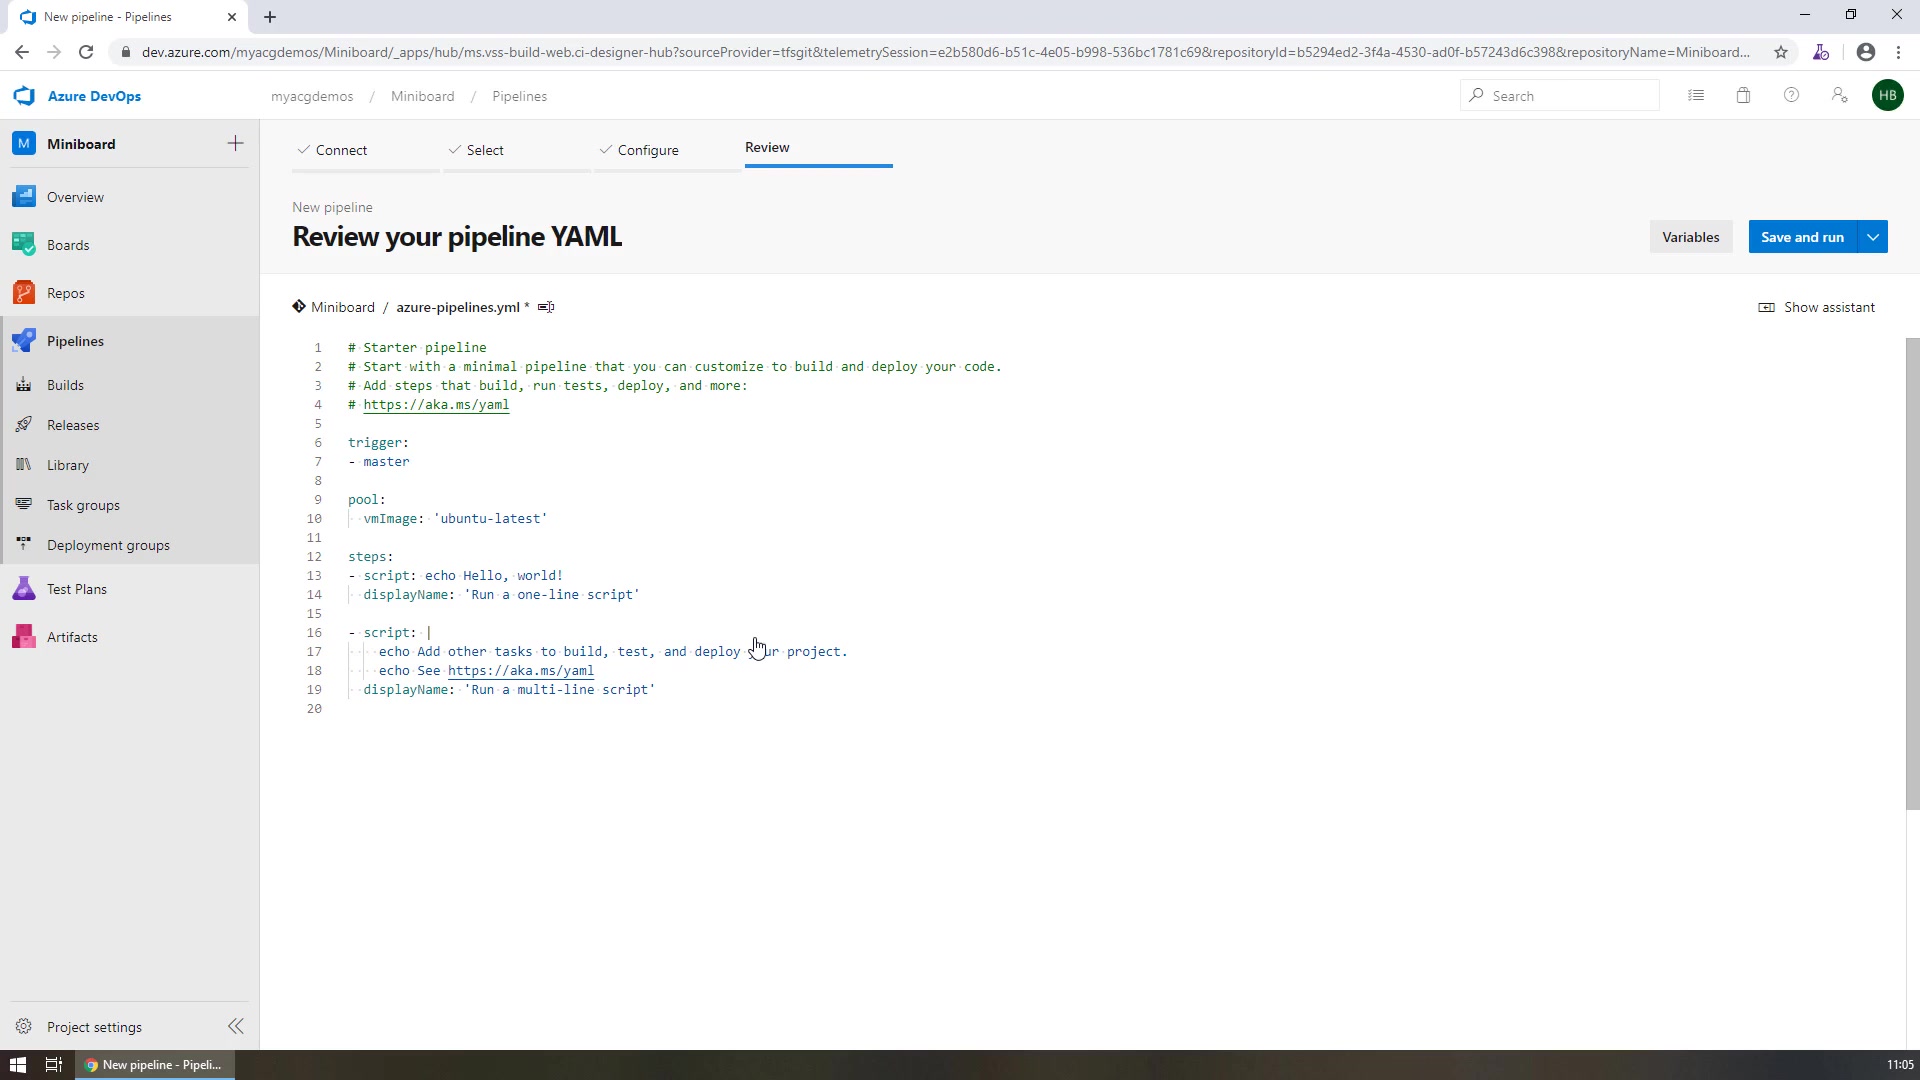 New pipeline - Pipelines
dev.azure.com/myacgdemos/Miniboard/_apps/hub/ms.vss-build-web.ci-designer-hub?sourceProvider=tfsgit&telemetrySession=e2b580d6-b51c-4e05-b998-536bc1781c69&repositoryId=b5294ed2-3f4a-4530-ad0f-b57243d6c398&repositoryName=Miniboard...
Azure DevOps
myacgdemos / Miniboard / Pipelines
Search
HB
M Miniboard
Overview
Boards
Repos
Pipelines
Builds
Releases
Library
Task groups
Deployment groups
Test Plans
Artifacts
Project settings
Connect
Select
Configure
Review
New pipeline
Review your pipeline YAML
Variables
Save and run
Miniboard / azure-pipelines.yml *
Show assistant
1 # Starter pipeline
2 # Start with a minimal pipeline that you can customize to build and deploy your code.
3 # Add steps that build, run tests, deploy, and more:
4 # https://aka.ms/yaml
5
6 trigger:
7 - master
8
9 pool:
10 vmImage: 'ubuntu-latest'
11
12 steps:
13 - script: echo Hello, world!
14 displayName: 'Run a one-line script'
15
16 - script: |
17 echo Add other tasks to build, test, and deploy project.
18 echo See https://aka.ms/yaml
19 displayName: 'Run a multi-line script'
20
New pipeline - Pipeli...
11:05